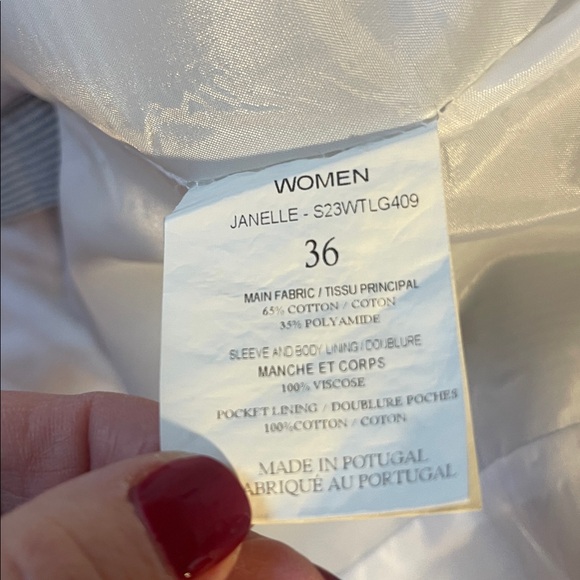 WOMEN
JANELLE - S23WTLG409
36
MAIN FABRIC / TISSU PRINCIPAL
65% COTTON / COTON
35% POLYAMIDE
SLEEVE AND BODY LINING / DOUBLURE
MANCHE ET CORPS
100% VISCOSE
POCKET LINING / DOUBLURE POCHES
100%COTTON / COTON
MADE IN POTUGAL
ABRIQUÉ AU PORTUGAL